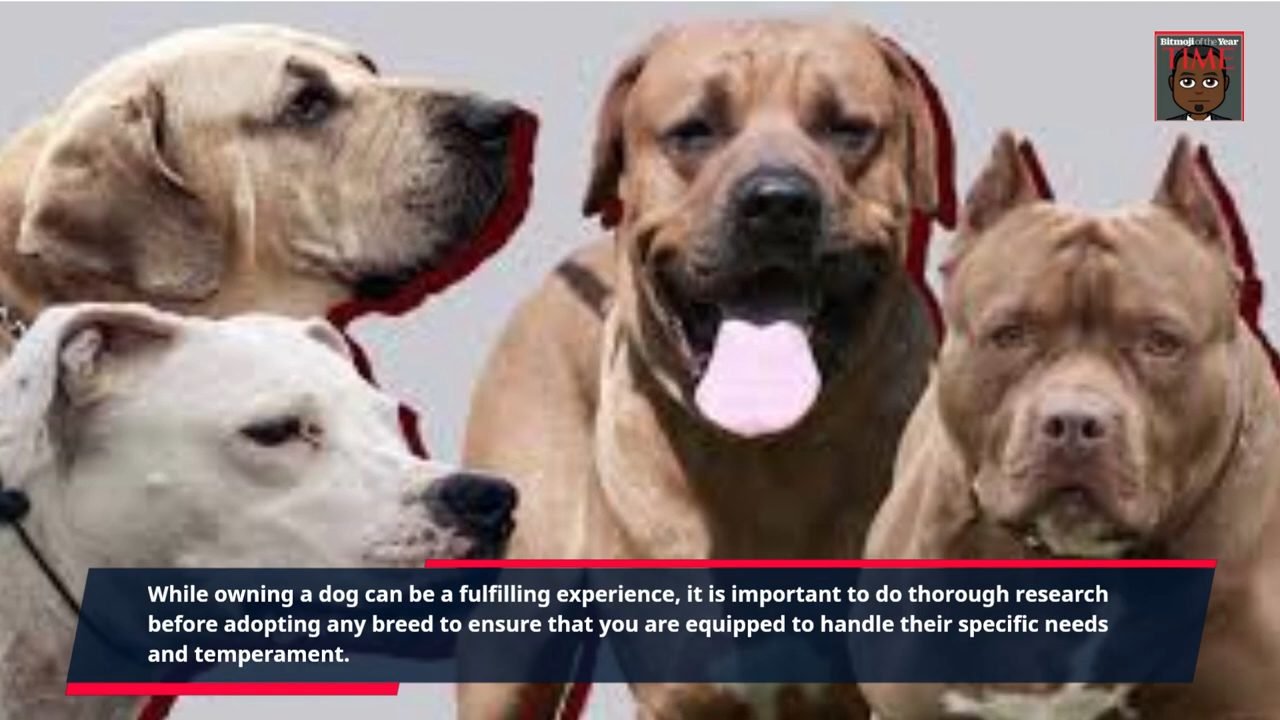 Bitmoji of the Year
TIME
While owning a dog can be a fulfilling experience, it is important to do thorough research
before adopting any breed to ensure that you are equipped to handle their specific needs
and temperament.